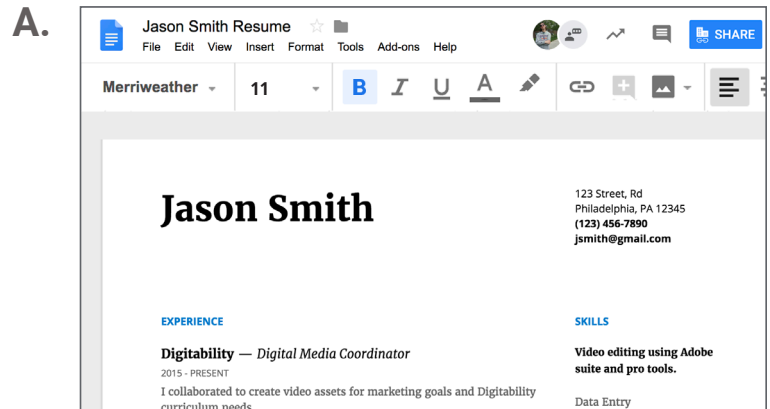 A.
Jason Smith Resume
File Edit View Insert Format Tools Add-ons Help
SHARE
Merriweather 11 B I U A
Jason Smith
123 Street, Rd
Philadelphia, PA 12345
(123) 456-7890
jsmith@gmail.com
EXPERIENCE
Digitability — Digital Media Coordinator
2015 - PRESENT
I collaborated to create video assets for marketing goals and Digitability
curriculum needs
SKILLS
Video editing using Adobe
suite and pro tools.
Data Entry